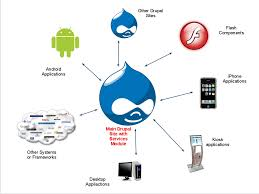 Other Drupal
Sites
Flash
Components
Android
Applications
iPhone
Applications
Main Drupal
Site with
Services
Module
Kiosk
applications
Other Systems
or Frameworks
Desktop
Applications